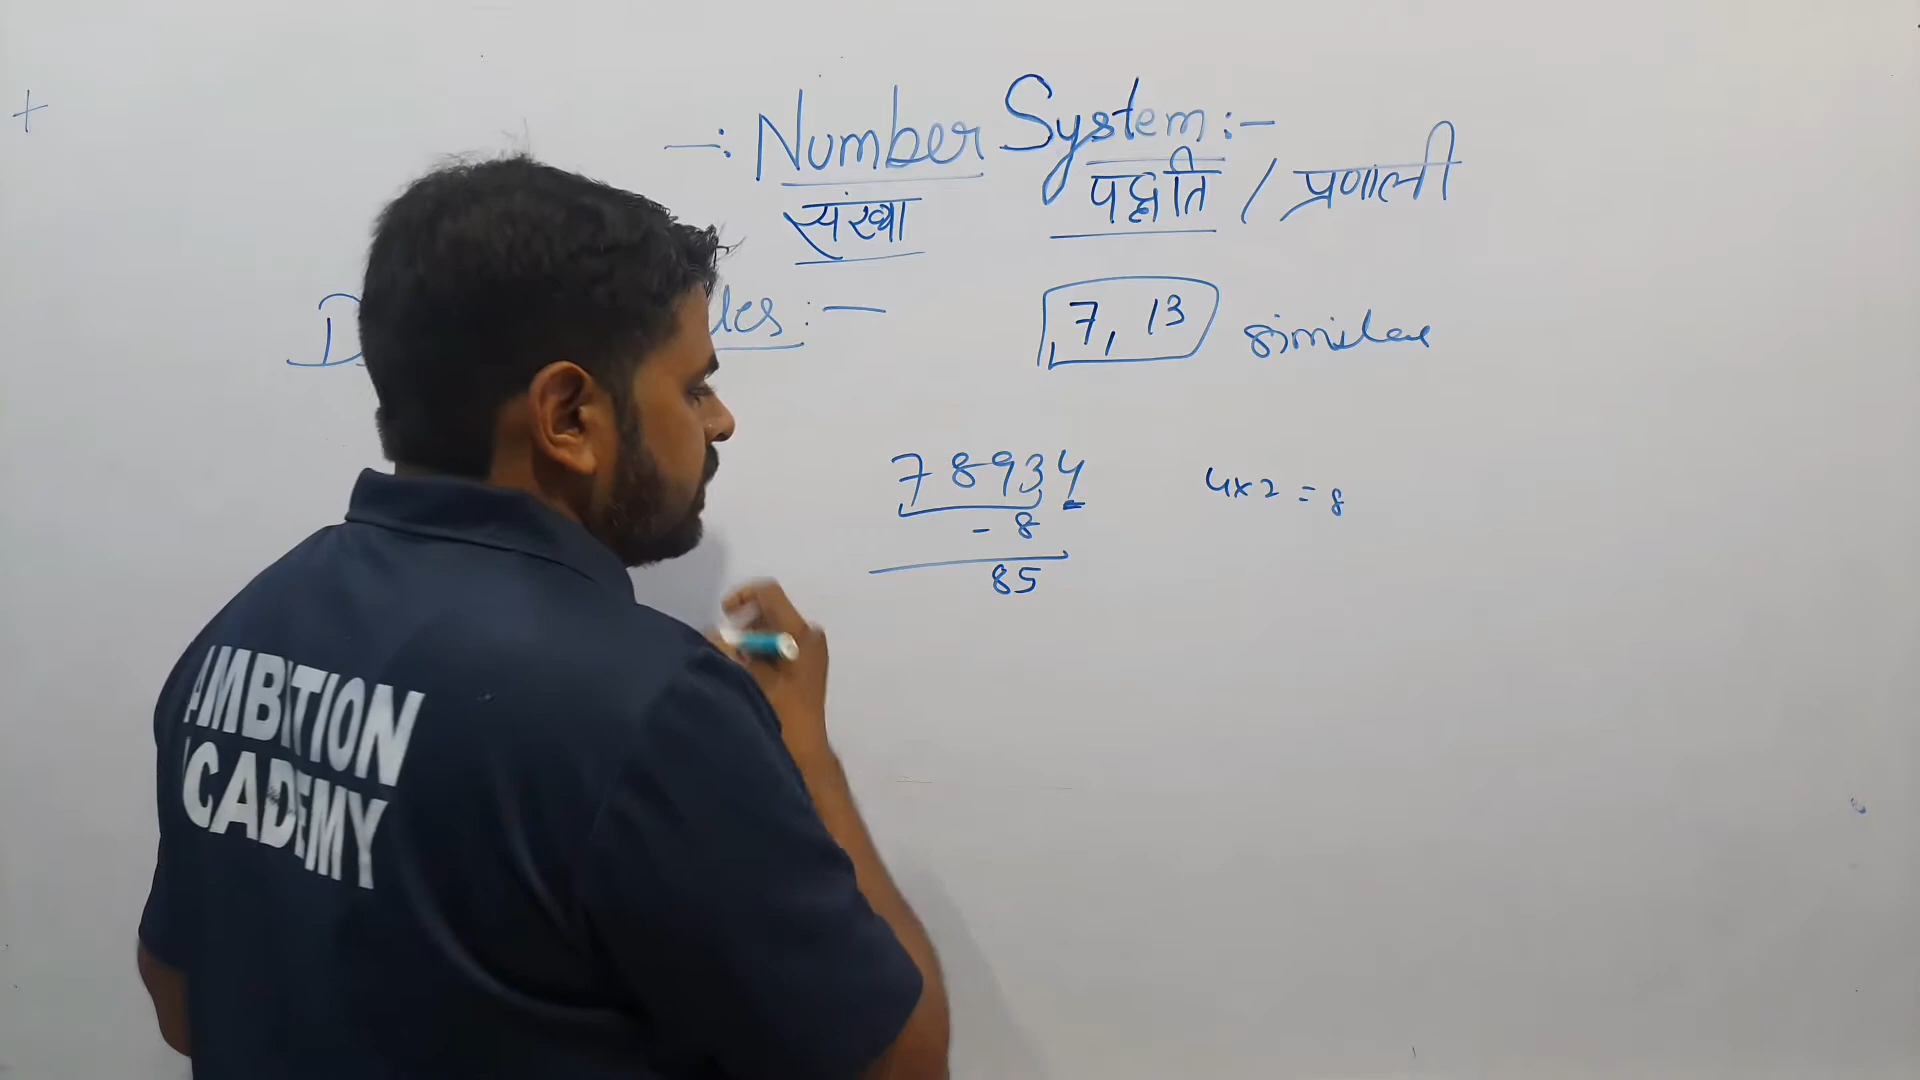 -: Number System :-
संख्या पद्धति / प्रणाली
:-
7, 13 similar
78934 4x2 = 8
- 8
85
AMBITION
ACADEMY